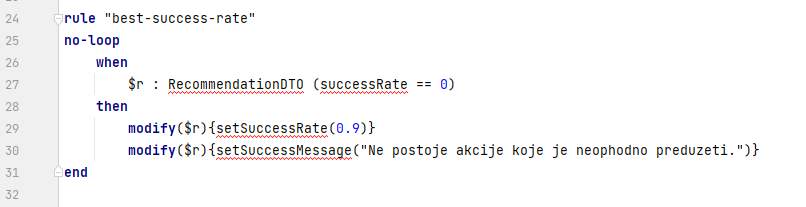 24 rule "best-success-rate"
25 no-loop
26 when
27 $r : RecommendationDTO (successRate == 0)
28 then
29 modify($r){setSuccessRate(0.9)}
30 modify($r){setSuccessMessage("Ne postoje akcije koje je neophodno preduzeti.")}
31 end
32